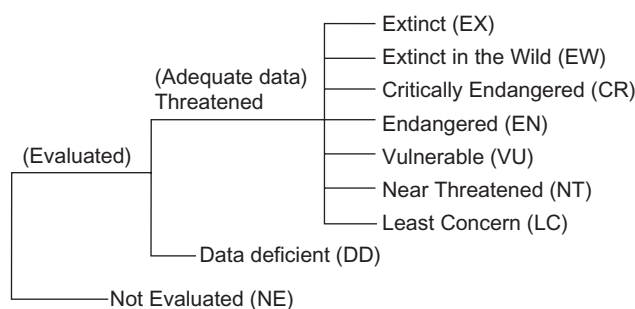 Extinct (EX)
Extinct in the Wild (EW)
(Adequate data)
Threatened
Critically Endangered (CR)
Endangered (EN)
(Evaluated)
Vulnerable (VU)
Near Threatened (NT)
Least Concern (LC)
Data deficient (DD)
Not Evaluated (NE)